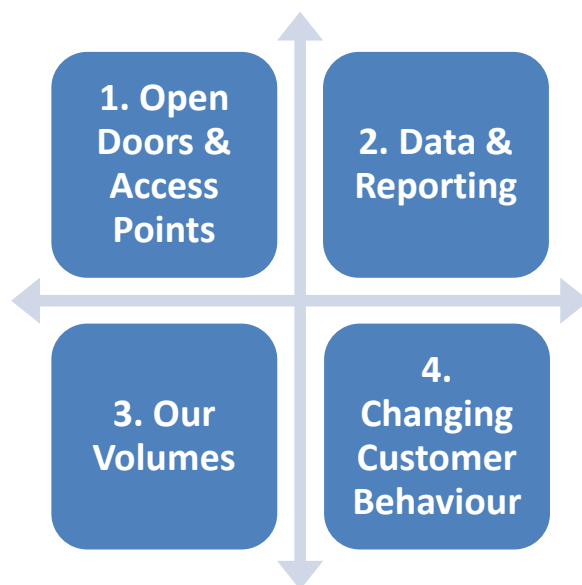 1. Open
Doors &
Access
Points
2. Data &
Reporting
3. Our
Volumes
4.
Changing
Customer
Behaviour